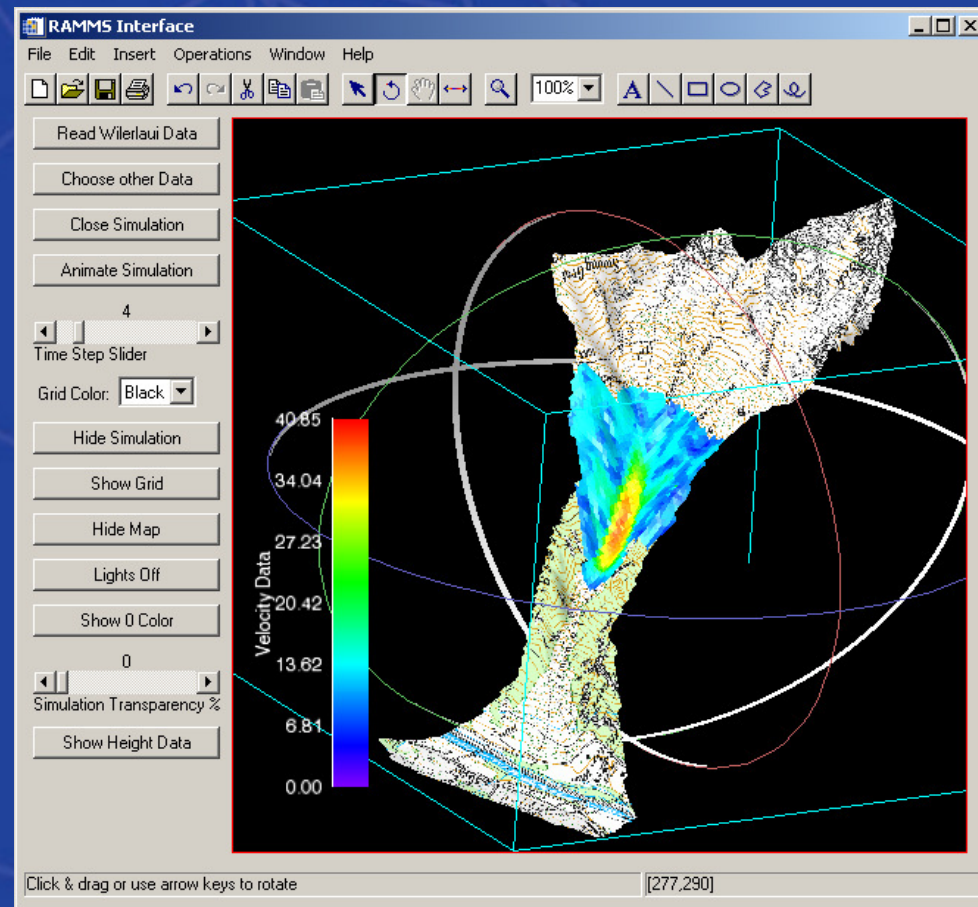 RAMMS Interface
File Edit Insert Operations Window Help
100%
A
Read Wilerlaui Data
Choose other Data
Close Simulation
Animate Simulation
4
Time Step Slider
Grid Color: Black
Hide Simulation
Show Grid
Hide Map
Lights Off
Show 0 Color
0
Simulation Transparency %
Show Height Data
40.85
34.04
27.23
20.42
13.62
6.81
0.00
Velocity Data
Click & drag or use arrow keys to rotate
[277,290]